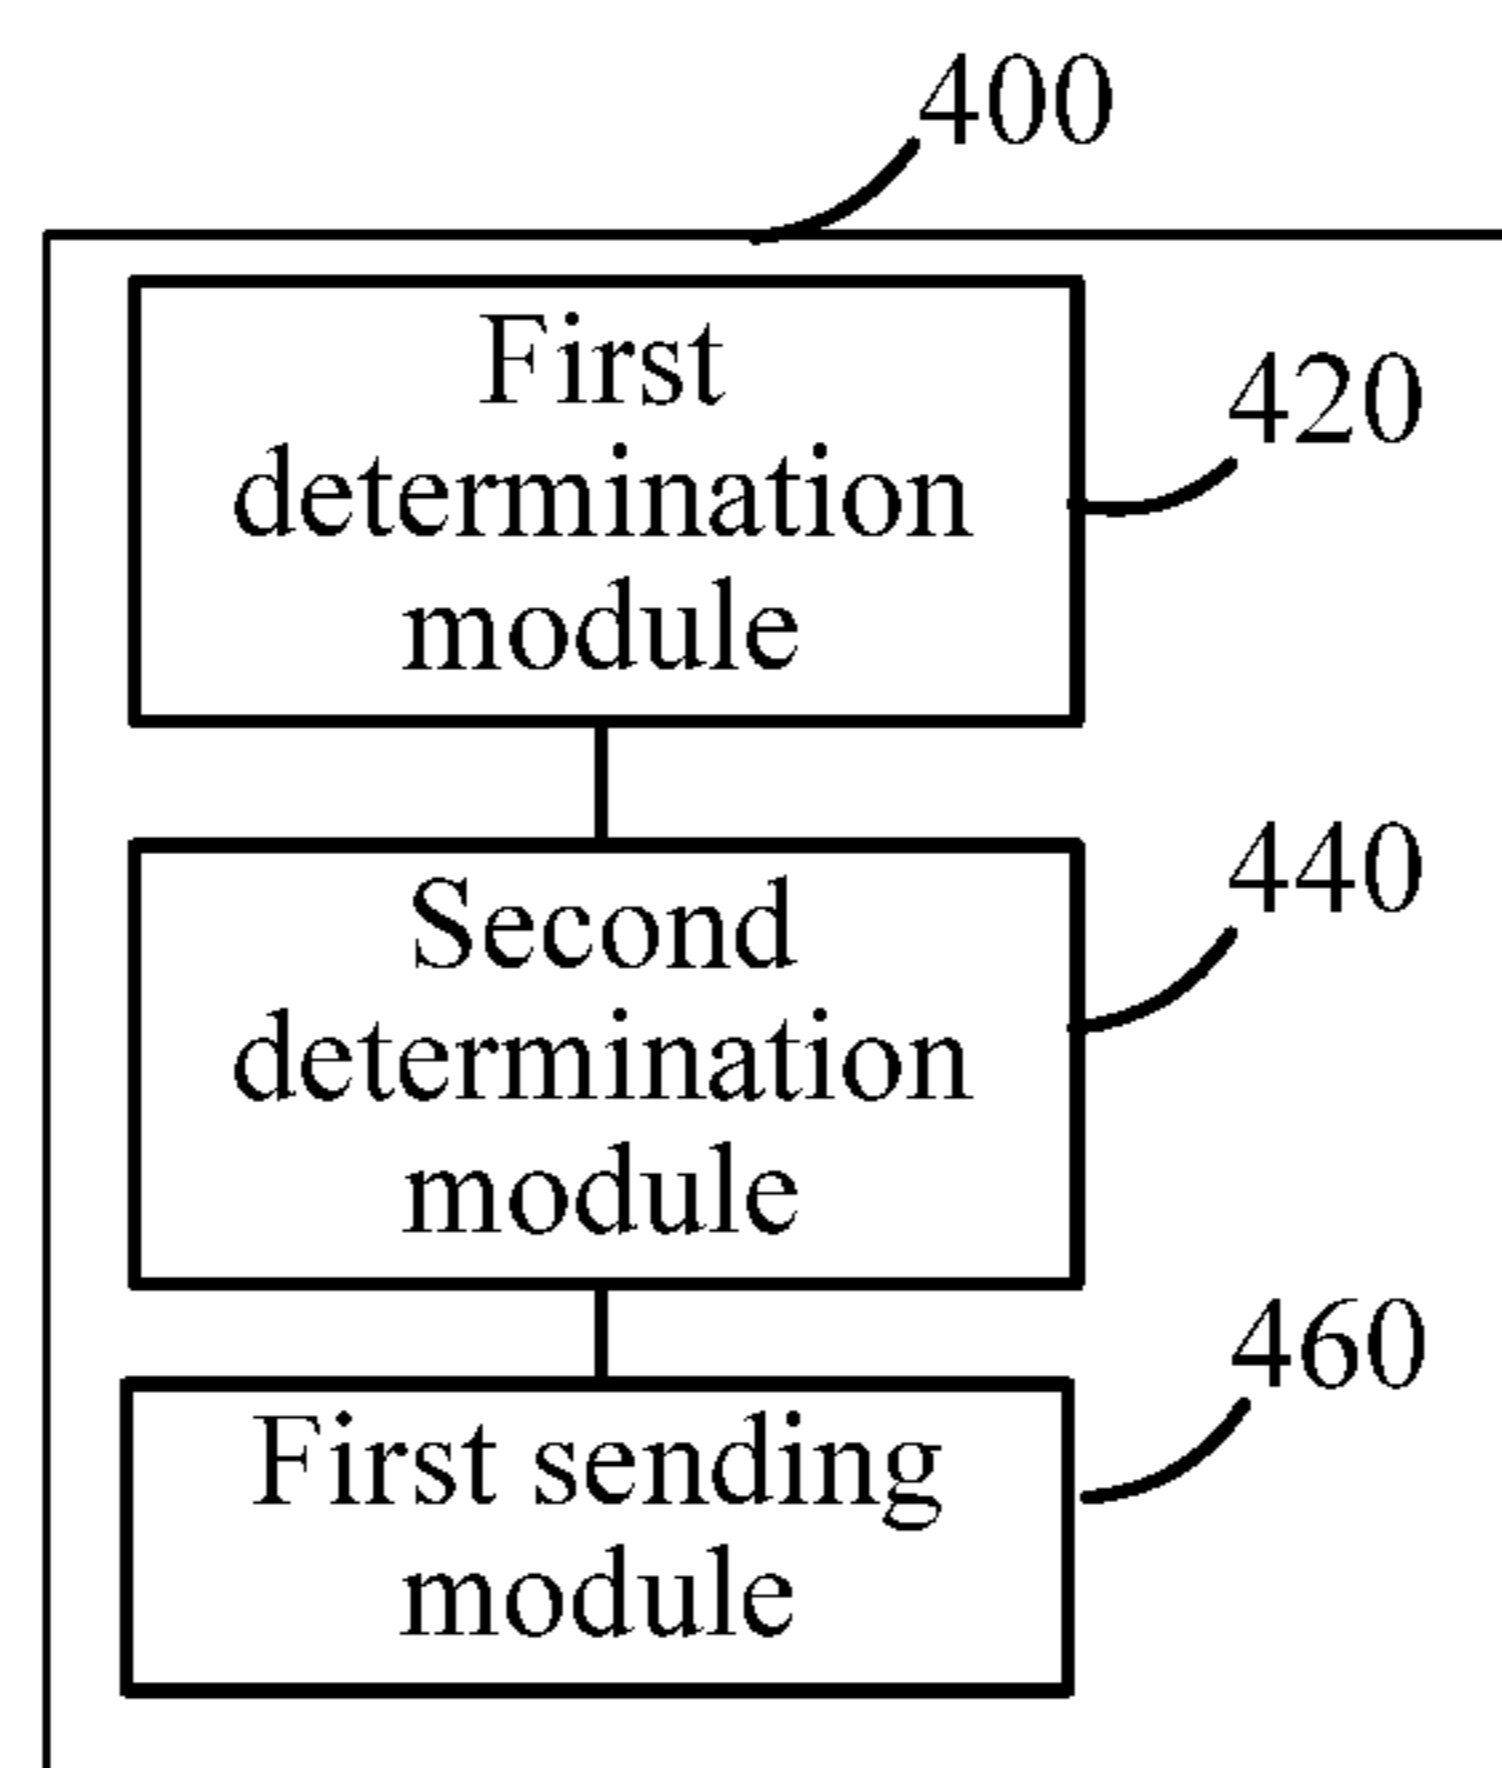 400
First
determination
module
420
Second
determination
module
440
First sending
module
460